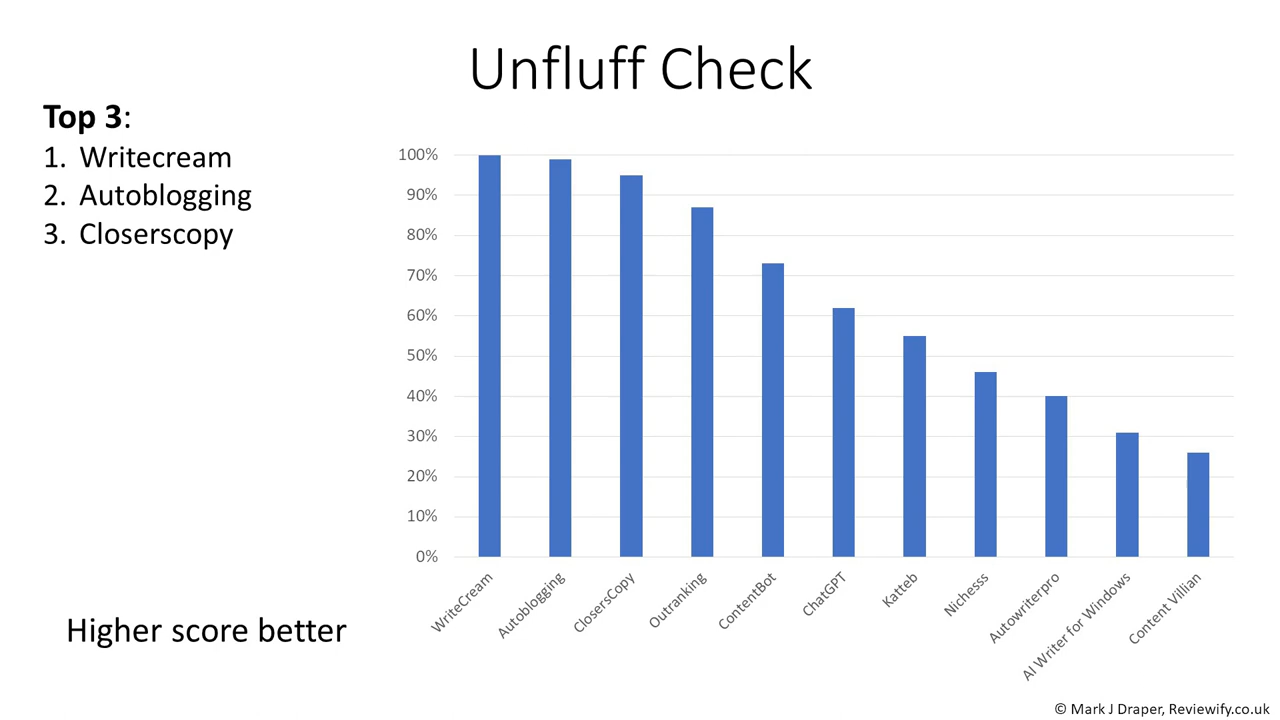 Unfluff Check
Top 3:
1. Writecream
2. Autoblogging
3. Closerscopy
100%
90%
80%
70%
60%
50%
40%
30%
20%
10%
0%
WriteCream
Autoblogging
ClosersCopy
Outranking
ContentBot
ChatGPT
Katteb
Nichesss
Autowriterpro
AI Writer for Windows
Content Villian
Higher score better
© Mark J Draper, Reviewify.co.uk